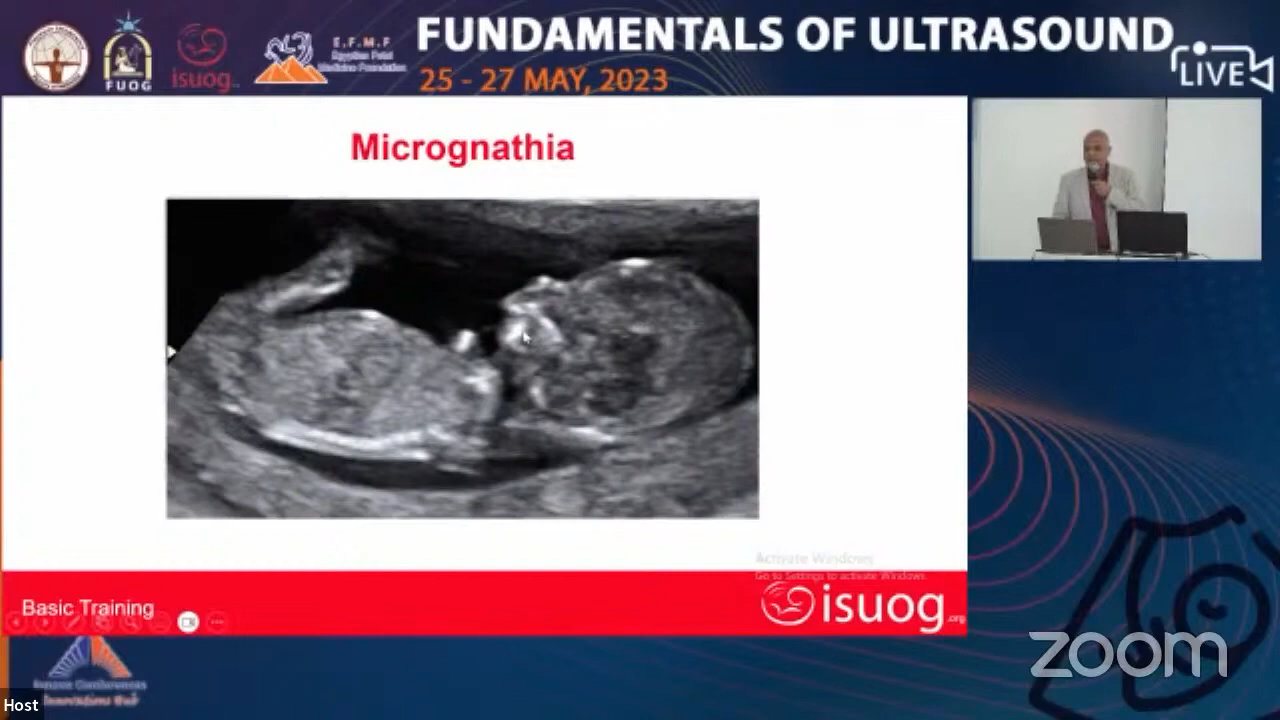 FUNDAMENTALS OF ULTRASOUND
25 - 27 MAY, 2023
LIVE
FUOG
isuog
E.F.M.F
Egyptian Fetal
Medicine Foundation
Micrognathia
Activate Windows
Go to Settings to activate Windows.
Basic Training
isuog.org
zoom
Host